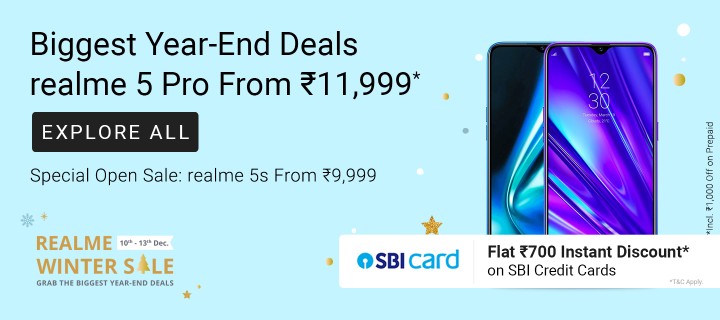 Biggest Year-End Deals
realme 5 Pro From ₹11,999*
EXPLORE ALL
Special Open Sale: realme 5s From ₹9,999
REALME 10th - 13th Dec.
WINTER SALE
GRAB THE BIGGEST YEAR-END DEALS
12
30
SBI card
Flat ₹700 Instant Discount*
on SBI Credit Cards
*T&C Apply.
*Incl. ₹1,000 Off on Prepaid